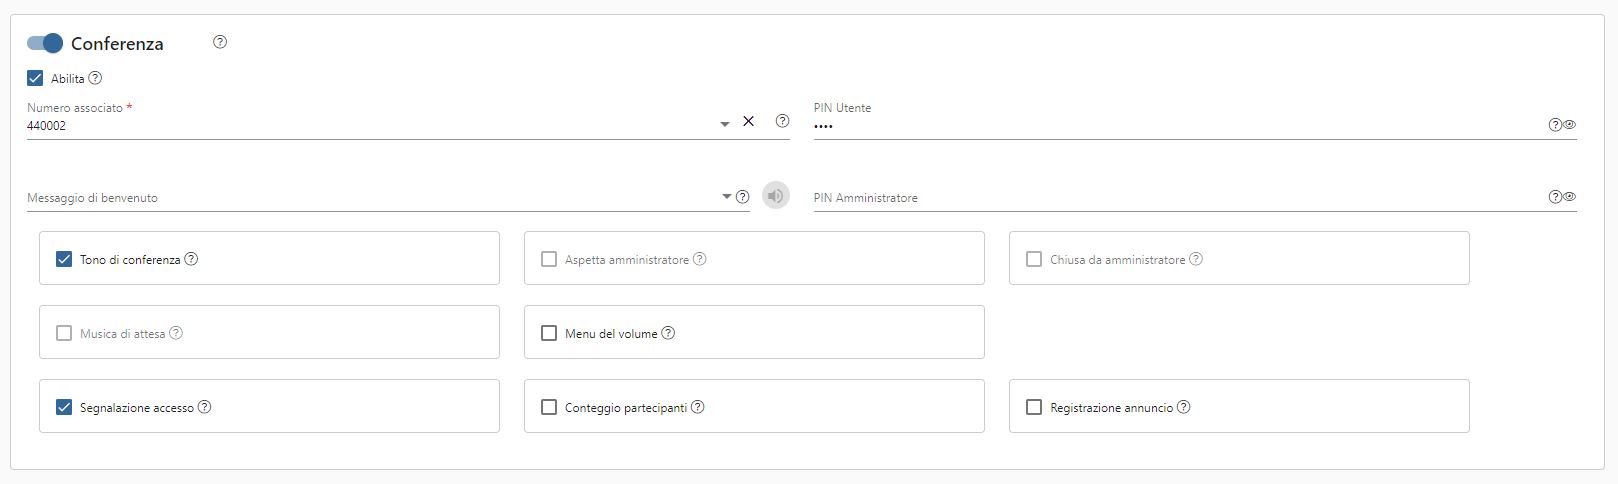 Conferenza
Abilita
Numero associato *
440002
PIN Utente
••••
Messaggio di benvenuto
PIN Amministratore
Tono di conferenza
Aspetta amministratore
Chiusa da amministratore
Musica di attesa
Menu del volume
Segnalazione accesso
Conteggio partecipanti
Registrazione annuncio